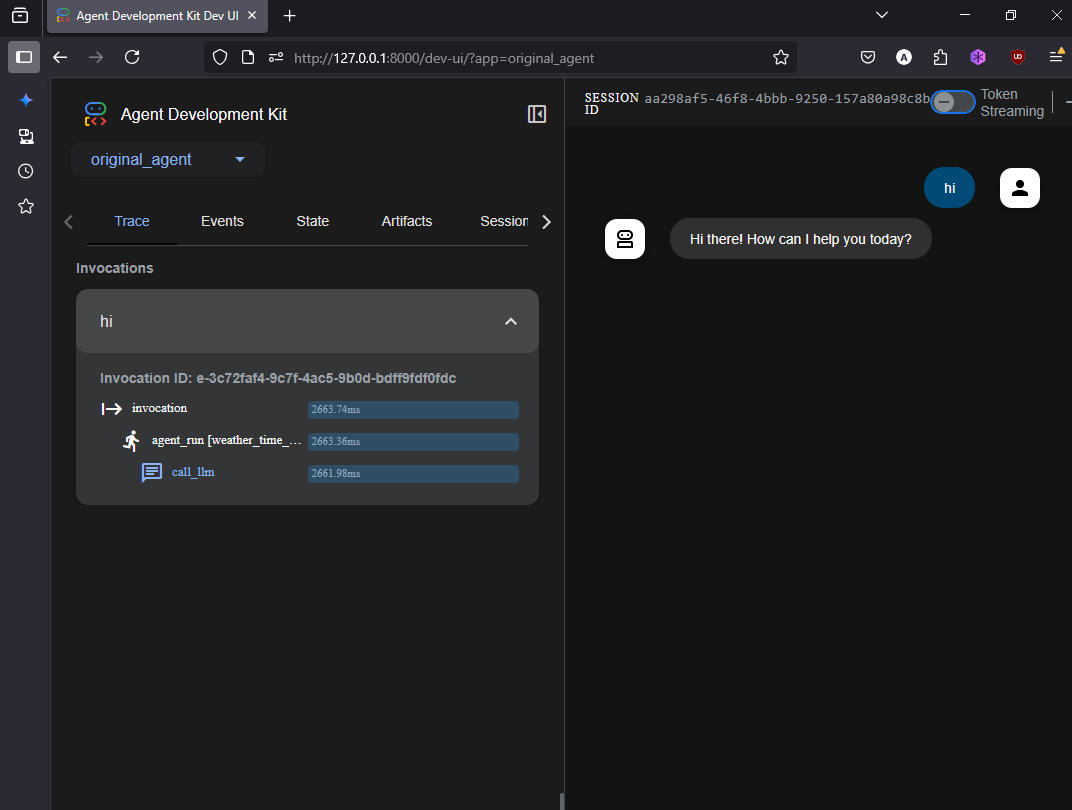 Agent Development Kit Dev UI
http://127.0.0.1:8000/dev-ui/?app=original_agent
A
UD
Agent Development Kit
original_agent
Trace Events State Artifacts Session
Invocations
hi
Invocation ID: e-3c72faf4-9c7f-4ac5-9b0d-bdff9fdf0fdc
invocation 2663.74ms
agent_run [weather_time_... 2663.36ms
call_llm 2661.98ms
SESSION ID aa298af5-46f8-4bbb-9250-157a80a98c8b
Token
Streaming
hi
Hi there! How can I help you today?